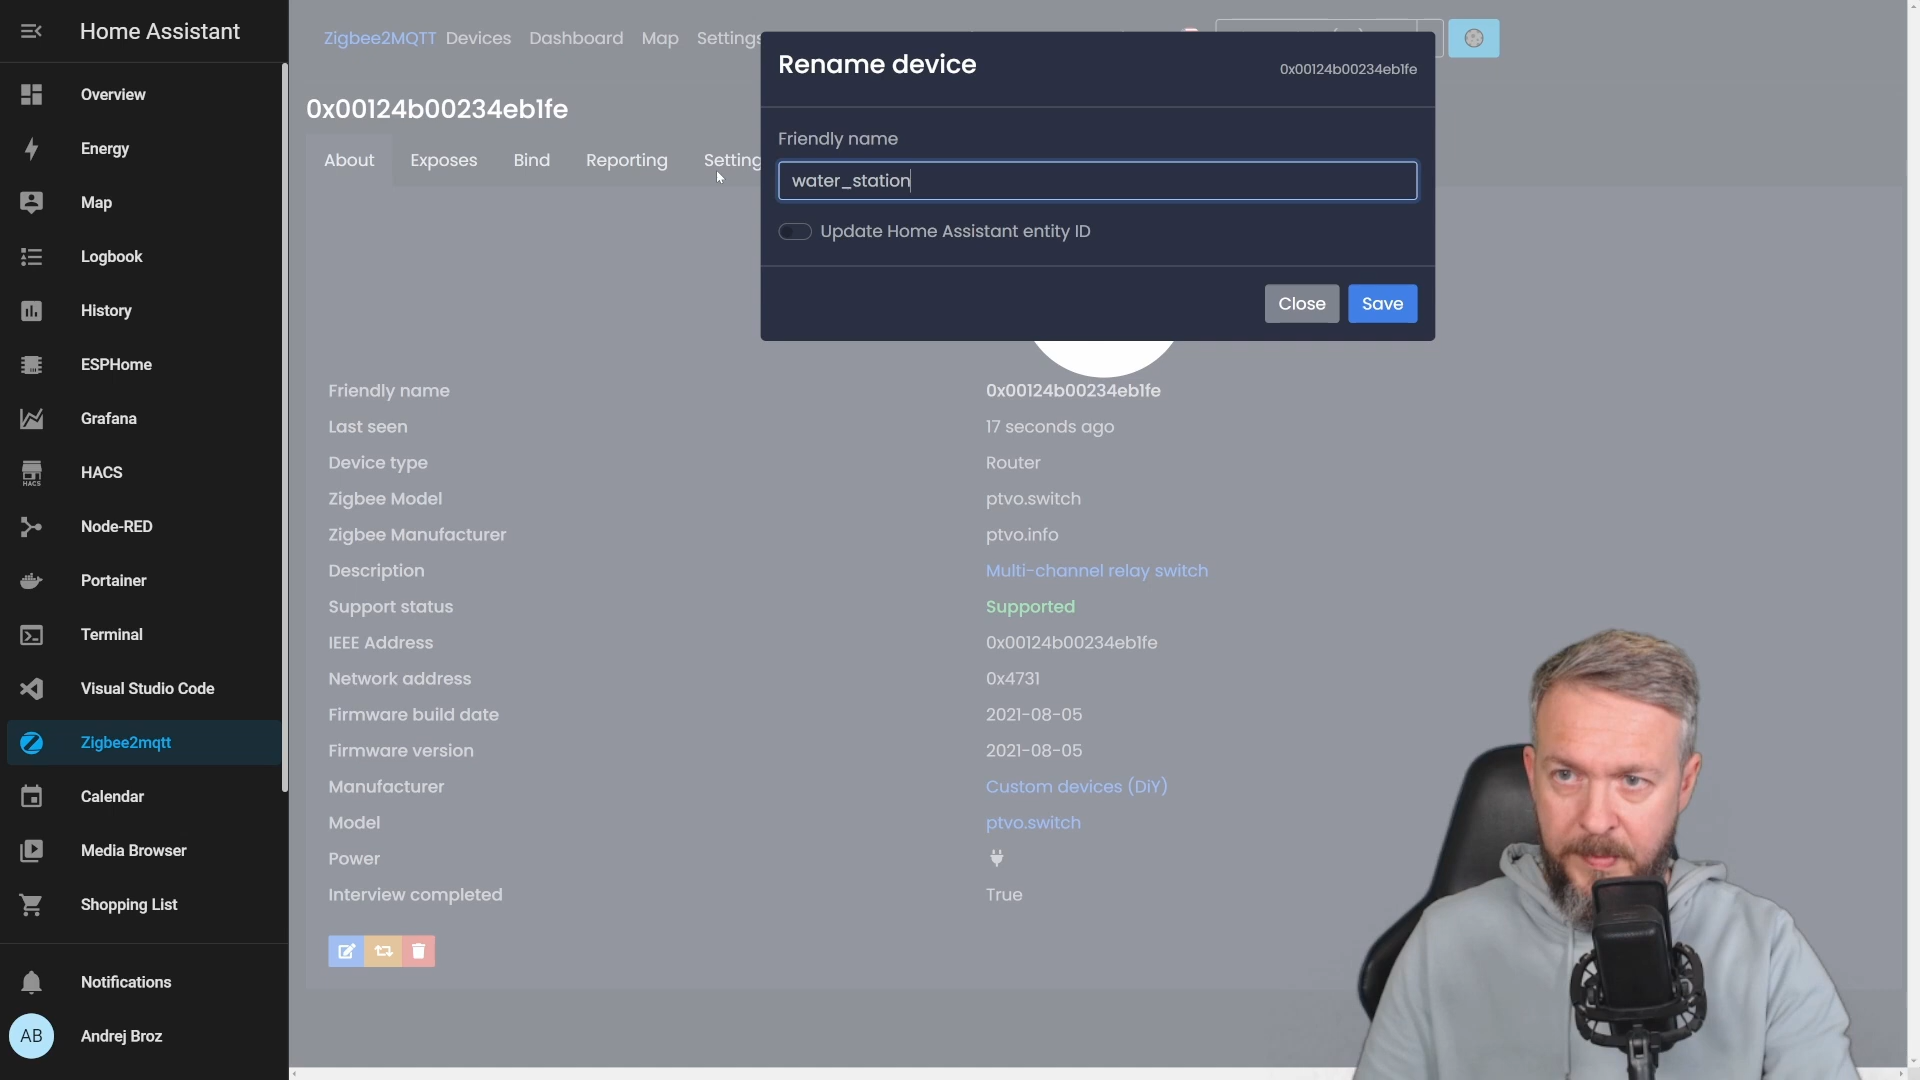 Home Assistant
Overview
Energy
Map
Logbook
History
ESPHome
Grafana
HACS
HACS
Node-RED
Portainer
Terminal
Visual Studio Code
Zigbee2mqtt
Calendar
Media Browser
Shopping List
Notifications
AB Andrej Broz
Zigbee2MQTT Devices Dashboard Map Settings
0x00124b00234eb1fe
About Exposes Bind Reporting Setting
Rename device 0x00124b00234eb1fe
Friendly name
water_station
Update Home Assistant entity ID
Close Save
Friendly name 0x00124b00234eb1fe
Last seen 17 seconds ago
Device type Router
Zigbee Model ptvo.switch
Zigbee Manufacturer ptvo.info
Description Multi-channel relay switch
Support status Supported
IEEE Address 0x00124b00234eb1fe
Network address 0x4731
Firmware build date 2021-08-05
Firmware version 2021-08-05
Manufacturer Custom devices (DiY)
Model ptvo.switch
Power
Interview completed True